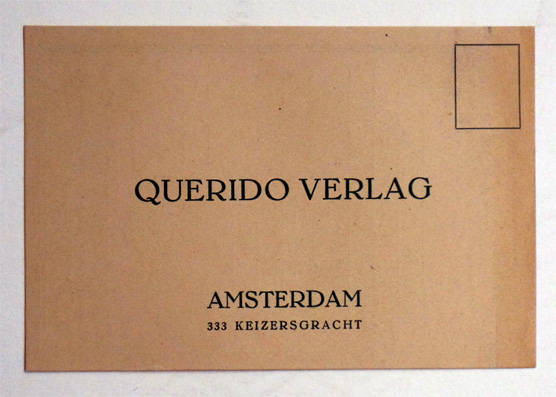 QUERIDO VERLAG
AMSTERDAM
333 KEIZERSGRACHT